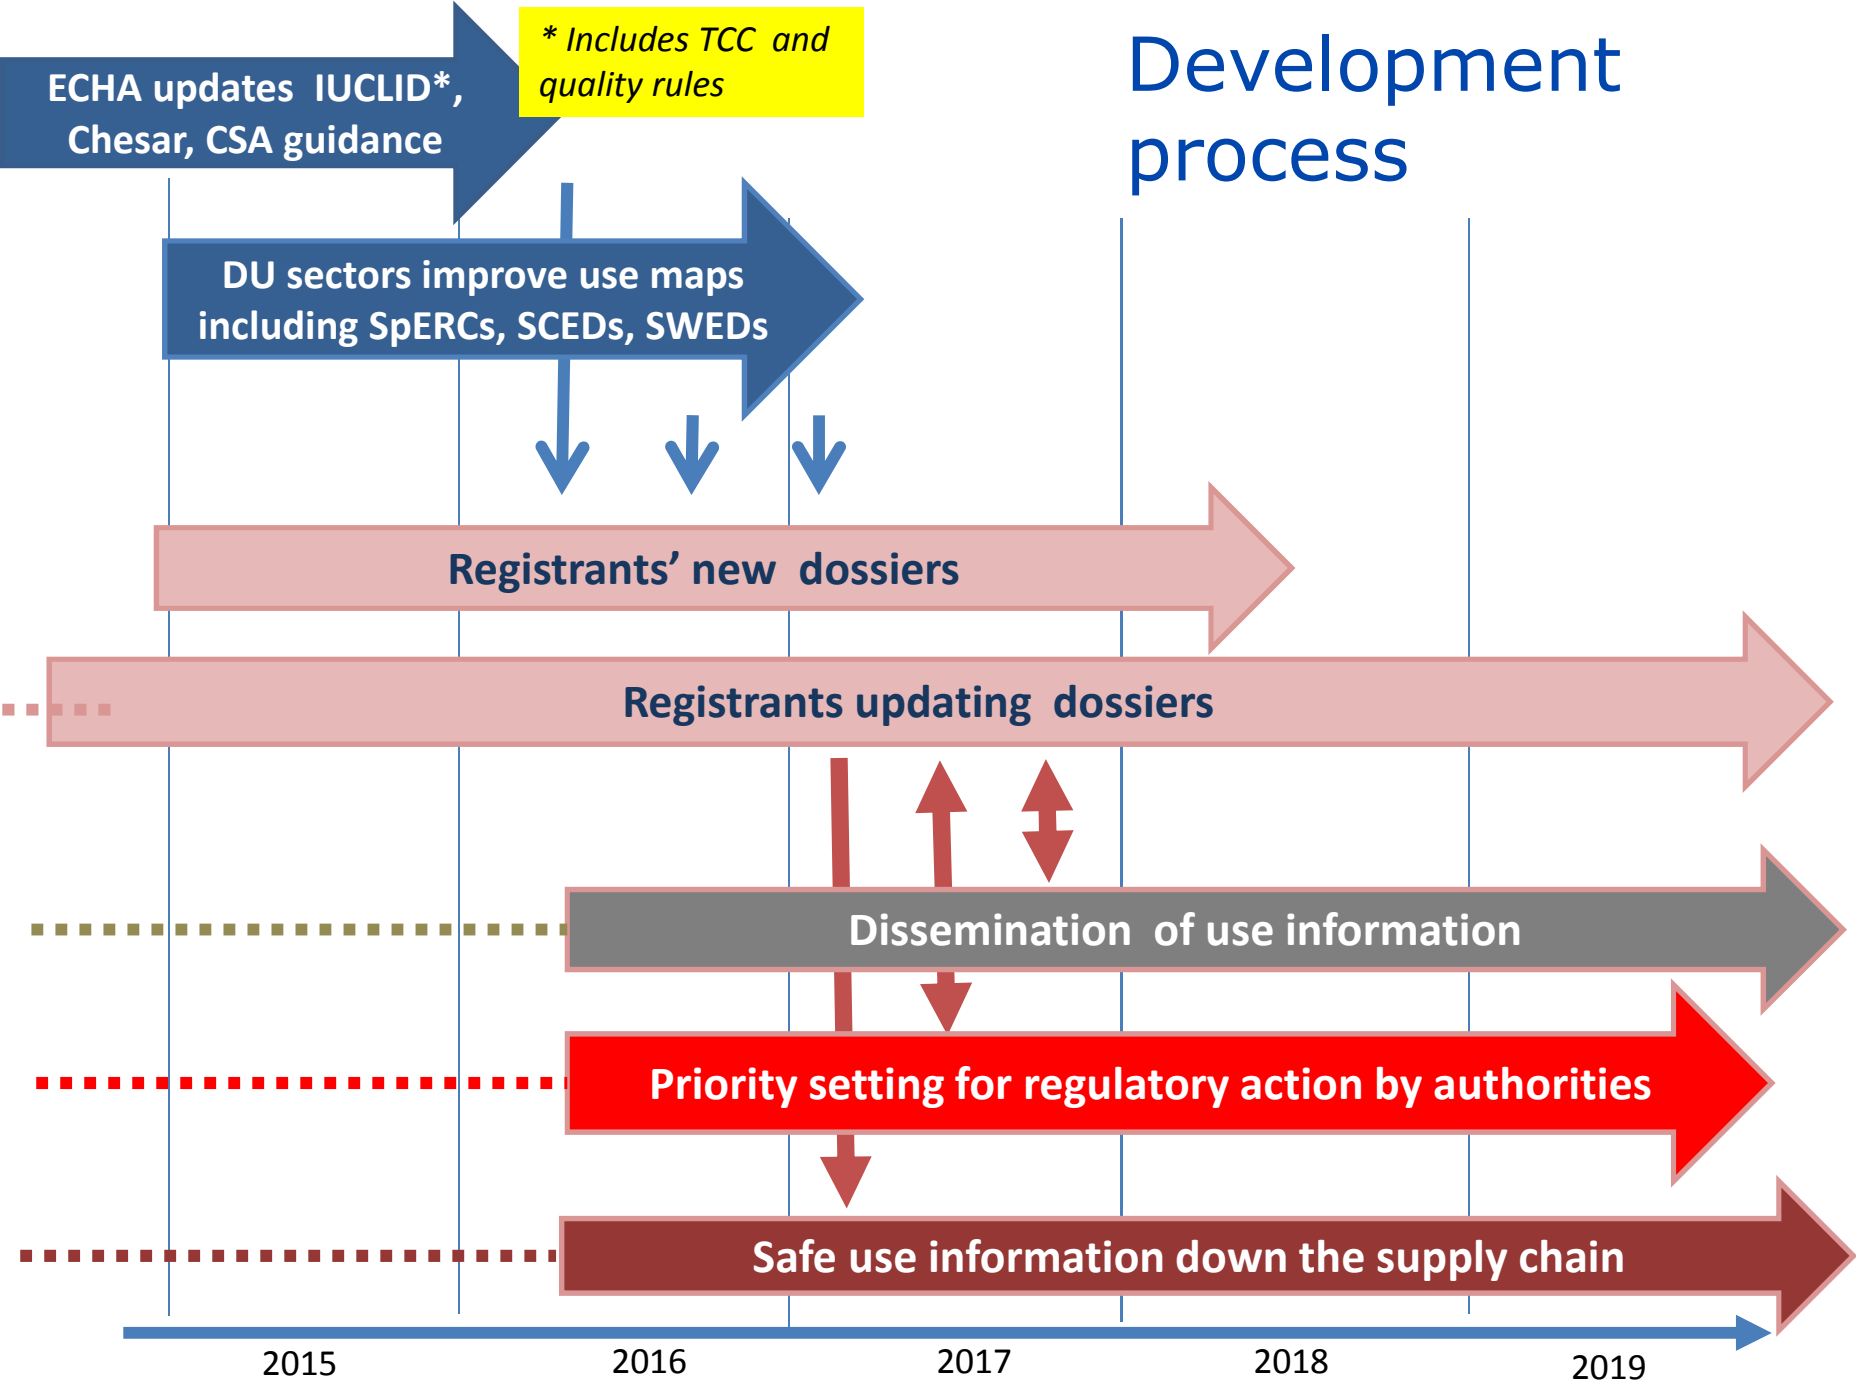 ECHA updates IUCLID*,
Chesar, CSA guidance
* Includes TCC and
quality rules
Development
process
DU sectors improve use maps
including SpERCs, SCEDs, SWEDs
Registrants’ new dossiers
Registrants updating dossiers
Dissemination of use information
Priority setting for regulatory action by authorities
Safe use information down the supply chain
2015
2016
2017
2018
2019